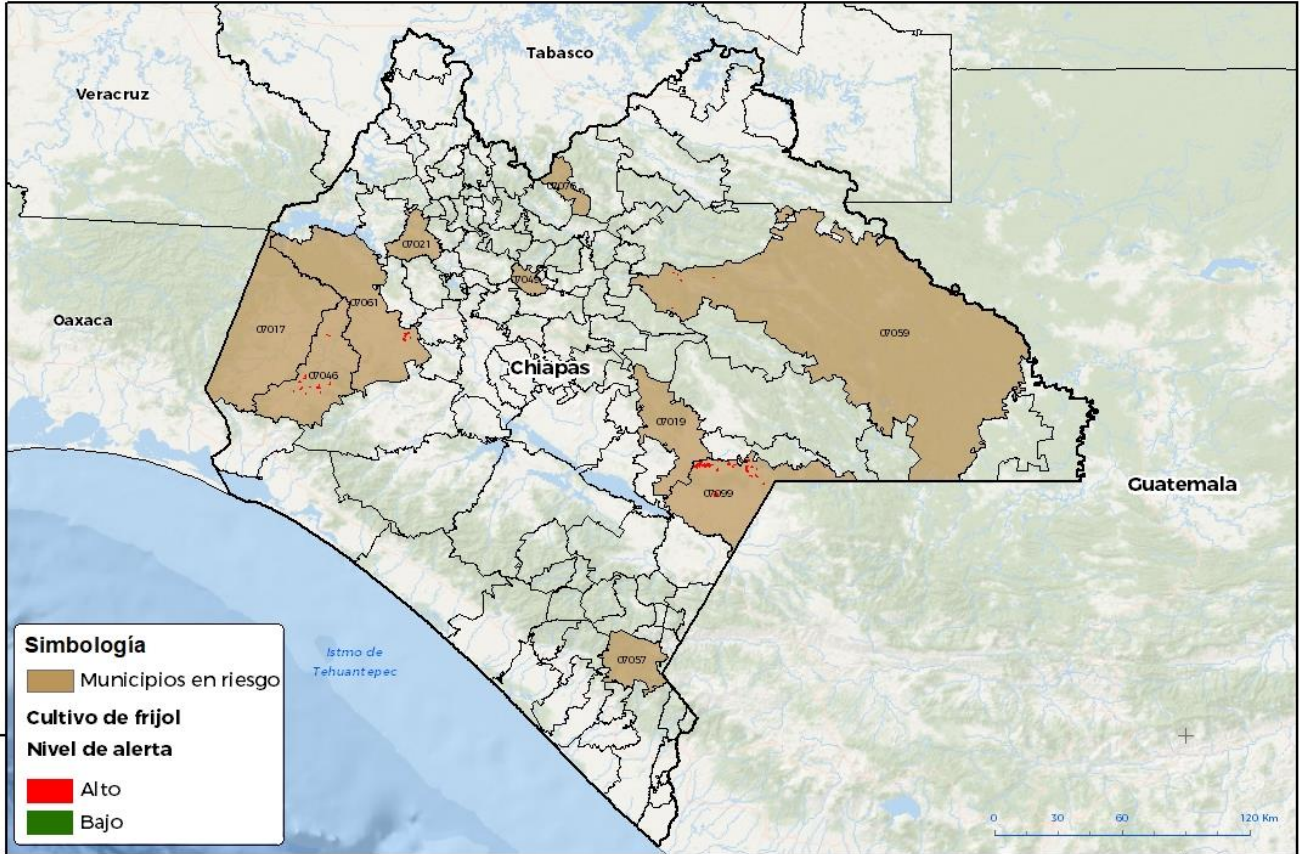 Tabasco
Veracruz
07076
07021
07049
Oaxaca
07061
07017
07059
Chiapas
07046
07019
07099
Guatemala
07057
Istmo de
Tehuantepec
Simbología
Municipios en riesgo
Cultivo de frijol
Nivel de alerta
Alto
Bajo
0 30 60 120 Km